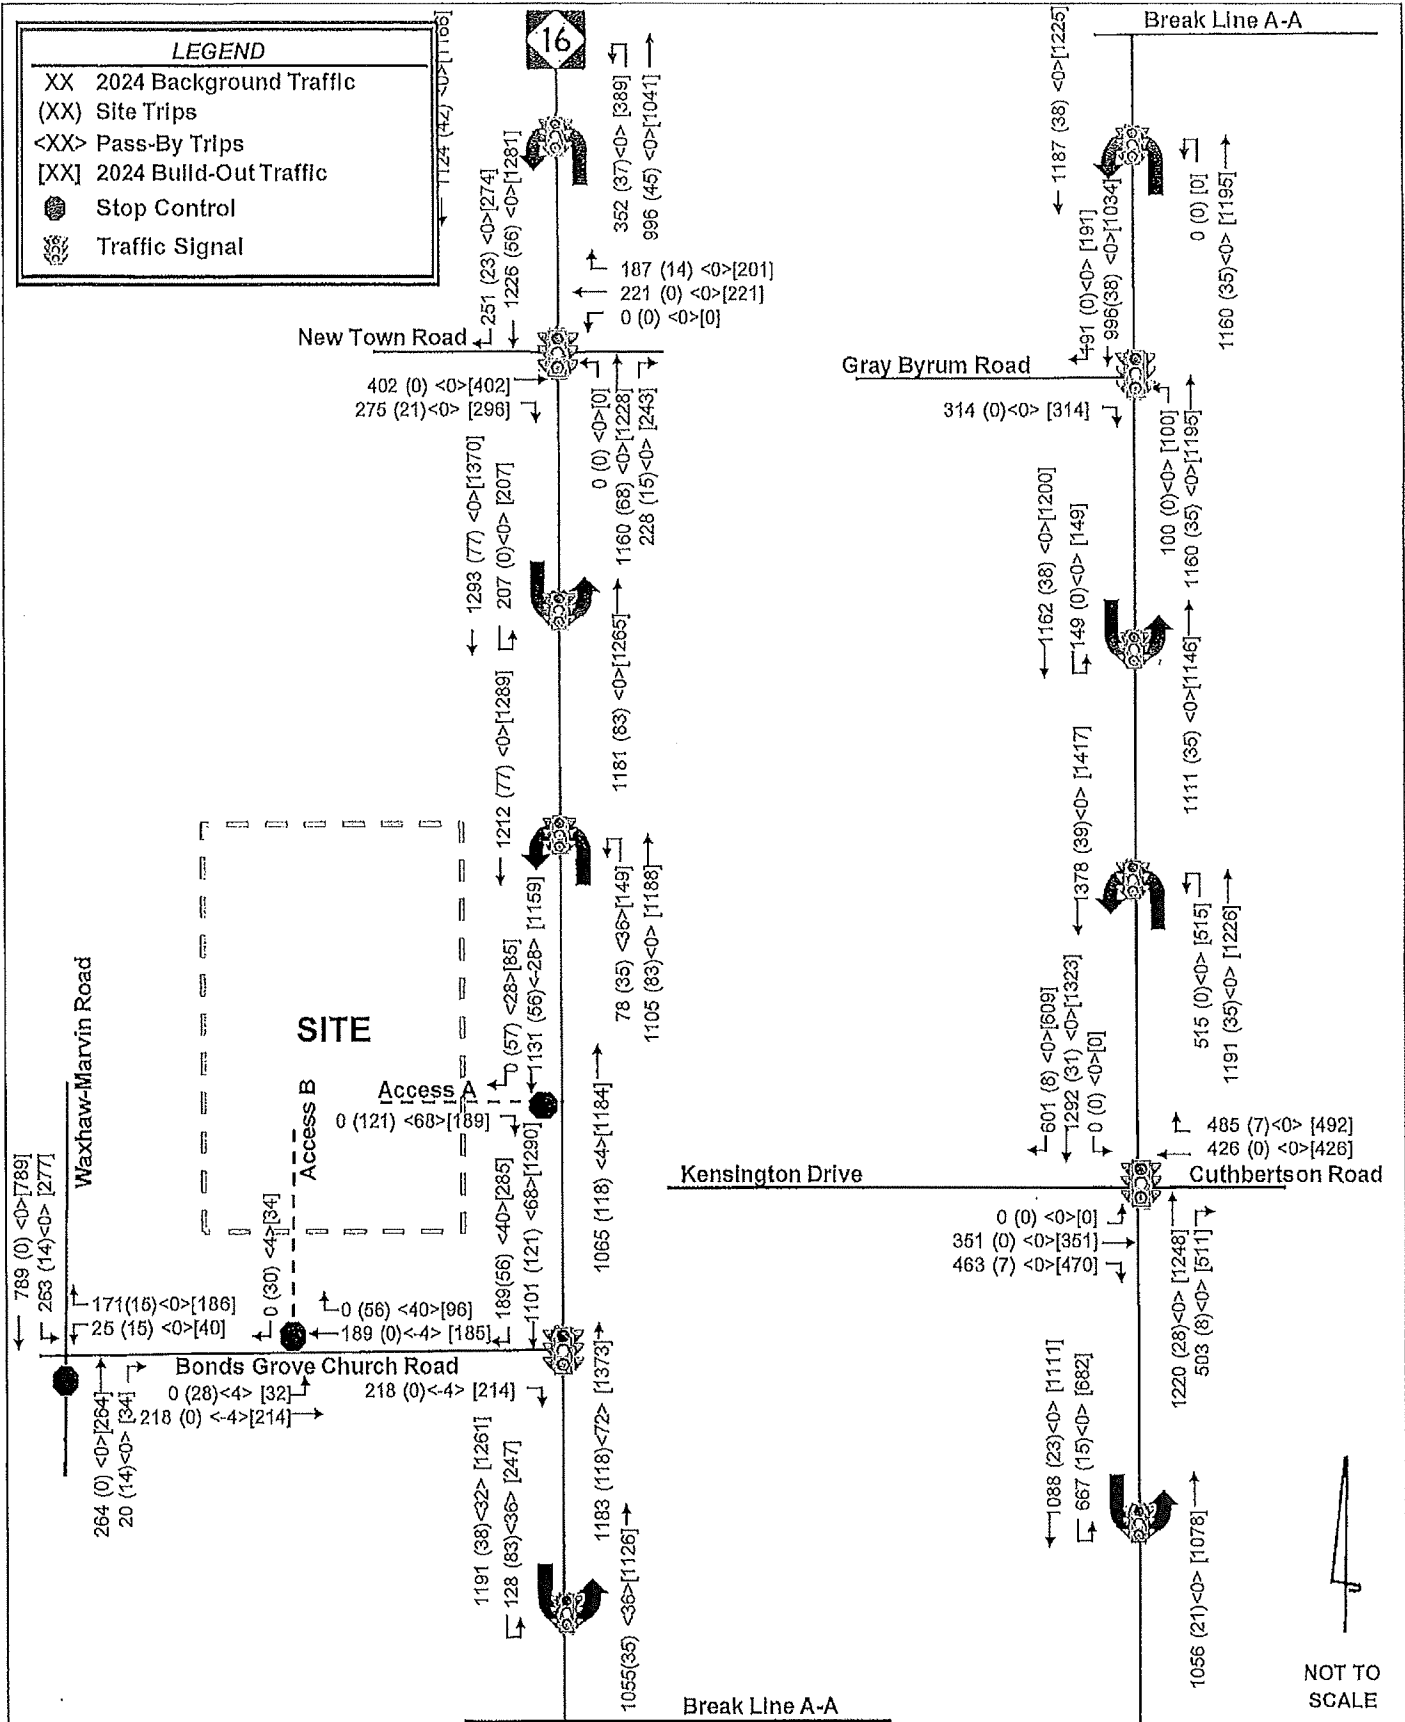 LEGEND
XX 2024 Background Traffic
(XX) Site Trips
<XX> Pass-By Trips
[XX] 2024 Build-Out Traffic
Stop Control
Traffic Signal
16
352 (37)<0> [389]
996 (45) <0>[1041]
251 (23) <0>[274]
1226 (56) <0>[1281]
187 (14) <0>[201]
221 (0) <0>[221]
0 (0) <0>[0]
New Town Road
402 (0) <0>[402]
275 (21)<0> [296]
0 (0) <0>[0]
1160 (68) <0>[1228]
228 (15)<0> [243]
1293 (77) <0>[1370]
207 (0)<0> [207]
1181 (83) <0>[1265]
1212 (77) <0>[1289]
78 (35) <36>[149]
1105 (83)<0> [1188]
0 (57) <28>[85]
1131 (56)<-28> [1159]
SITE
Access A
0 (121) <68>[189]
Access B
Waxhaw-Marvin Road
789 (0) <0>[789]
263 (14)<0> [277]
171(15)<0>[186]
25 (15) <0>[40]
0 (30) <4>[34]
0 (56) <40>[96]
189 (0)<-4> [185]
189(56) <40>[285]
1101 (121) <68>[1290]
1065 (118) <4>[1184]
Bonds Grove Church Road
0 (28)<4> [32]
218 (0) <-4>[214]
218 (0)<-4> [214]
264 (0) <0>[264]
20 (14)<0> [34]
1183 (118)<72> [1373]
1191 (38)<32> [1261]
128 (83)<36> [247]
1055(35) <36>[1126]
Break Line A-A
Break Line A-A
1187 (38) <0>[1225]
0 (0) [0]
1160 (35)<0> [1195]
191 (0)<0> [191]
996(38) <0>[1034]
Gray Byrum Road
314 (0)<0> [314]
100 (0)<0> [100]
1160 (35) <0>[1195]
1162 (38) <0>[1200]
149 (0)<0> [149]
1111 (35) <0>[1146]
1378 (39)<0> [1417]
515 (0)<0> [515]
1191 (35)<0> [1226]
601 (8) <0>[609]
1292 (31) <0>[1323]
0 (0) <0>[0]
485 (7)<0> [492]
426 (0) <0>[426]
Kensington Drive
Cuthbertson Road
0 (0) <0>[0]
351 (0) <0>[351]
463 (7) <0>[470]
1220 (28)<0> [1248]
503 (8)<0> [511]
1088 (23)<0> [1111]
667 (15)<0> [682]
1056 (21)<0> [1078]
NOT TO
SCALE